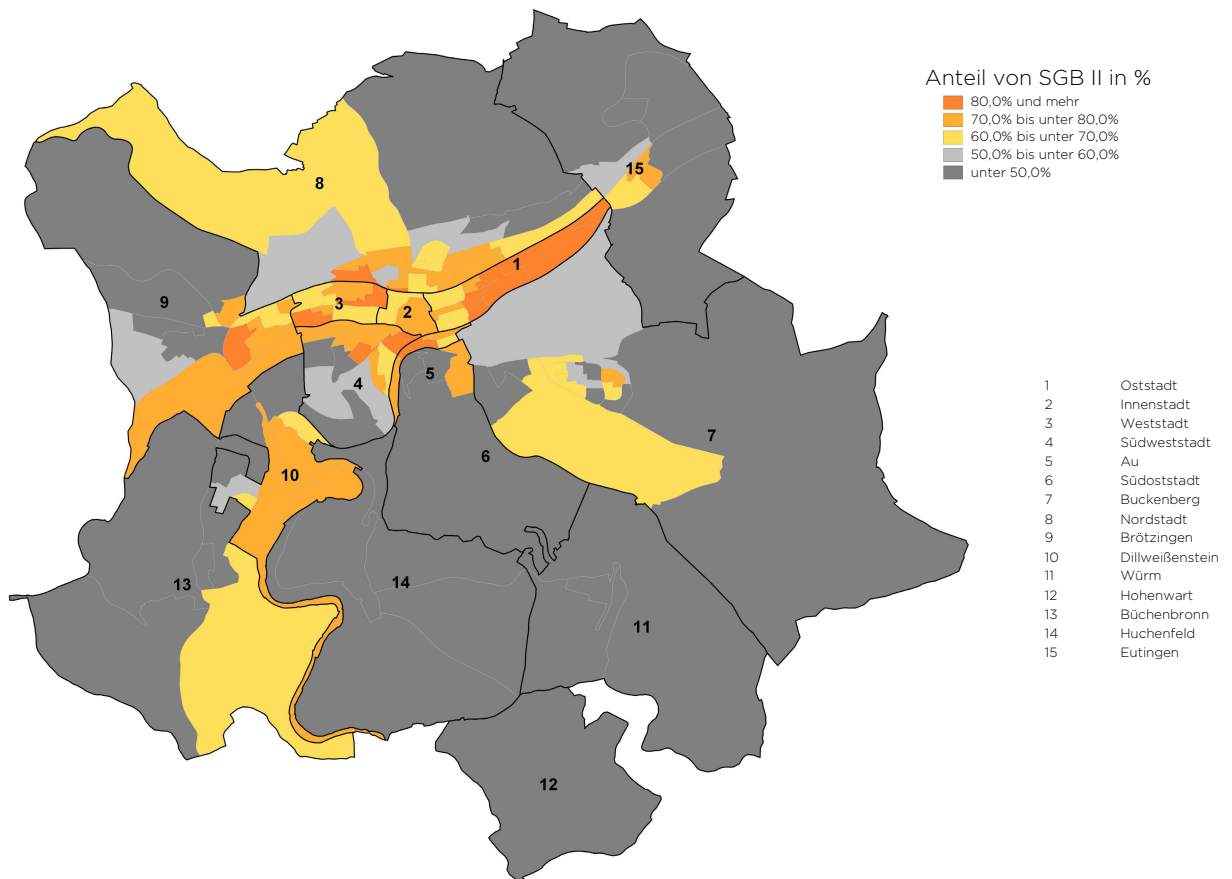 Anteil von SGB II in %
80,0% und mehr
70,0% bis unter 80,0%
60,0% bis unter 70,0%
50,0% bis unter 60,0%
unter 50,0%
15
8
1
9
3
2
5
4
7
6
10
13
14
11
12
1 Oststadt
2 Innenstadt
3 Weststadt
4 Südweststadt
5 Au
6 Südoststadt
7 Buckenberg
8 Nordstadt
9 Brötzingen
10 Dillweißenstein
11 Würm
12 Hohenwart
13 Büchenbronn
14 Huchenfeld
15 Eutingen